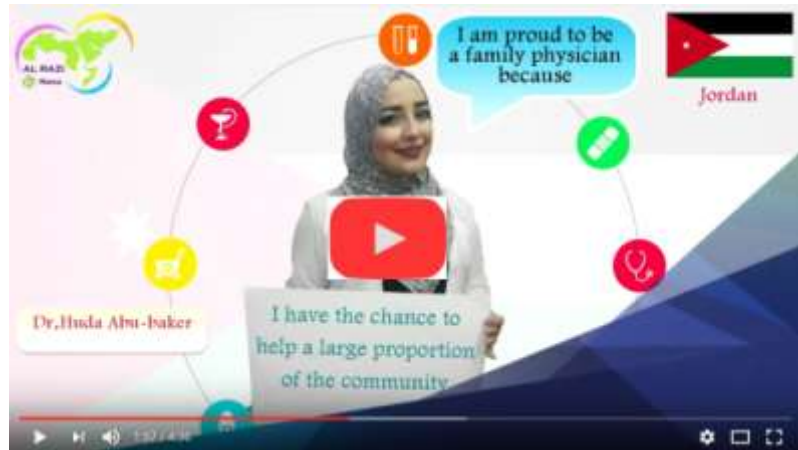 AL RAZI
I am proud to be
a family physician
because
Jordan
Dr,Huda Abu-baker
I have the chance to
help a large proportion
of the community